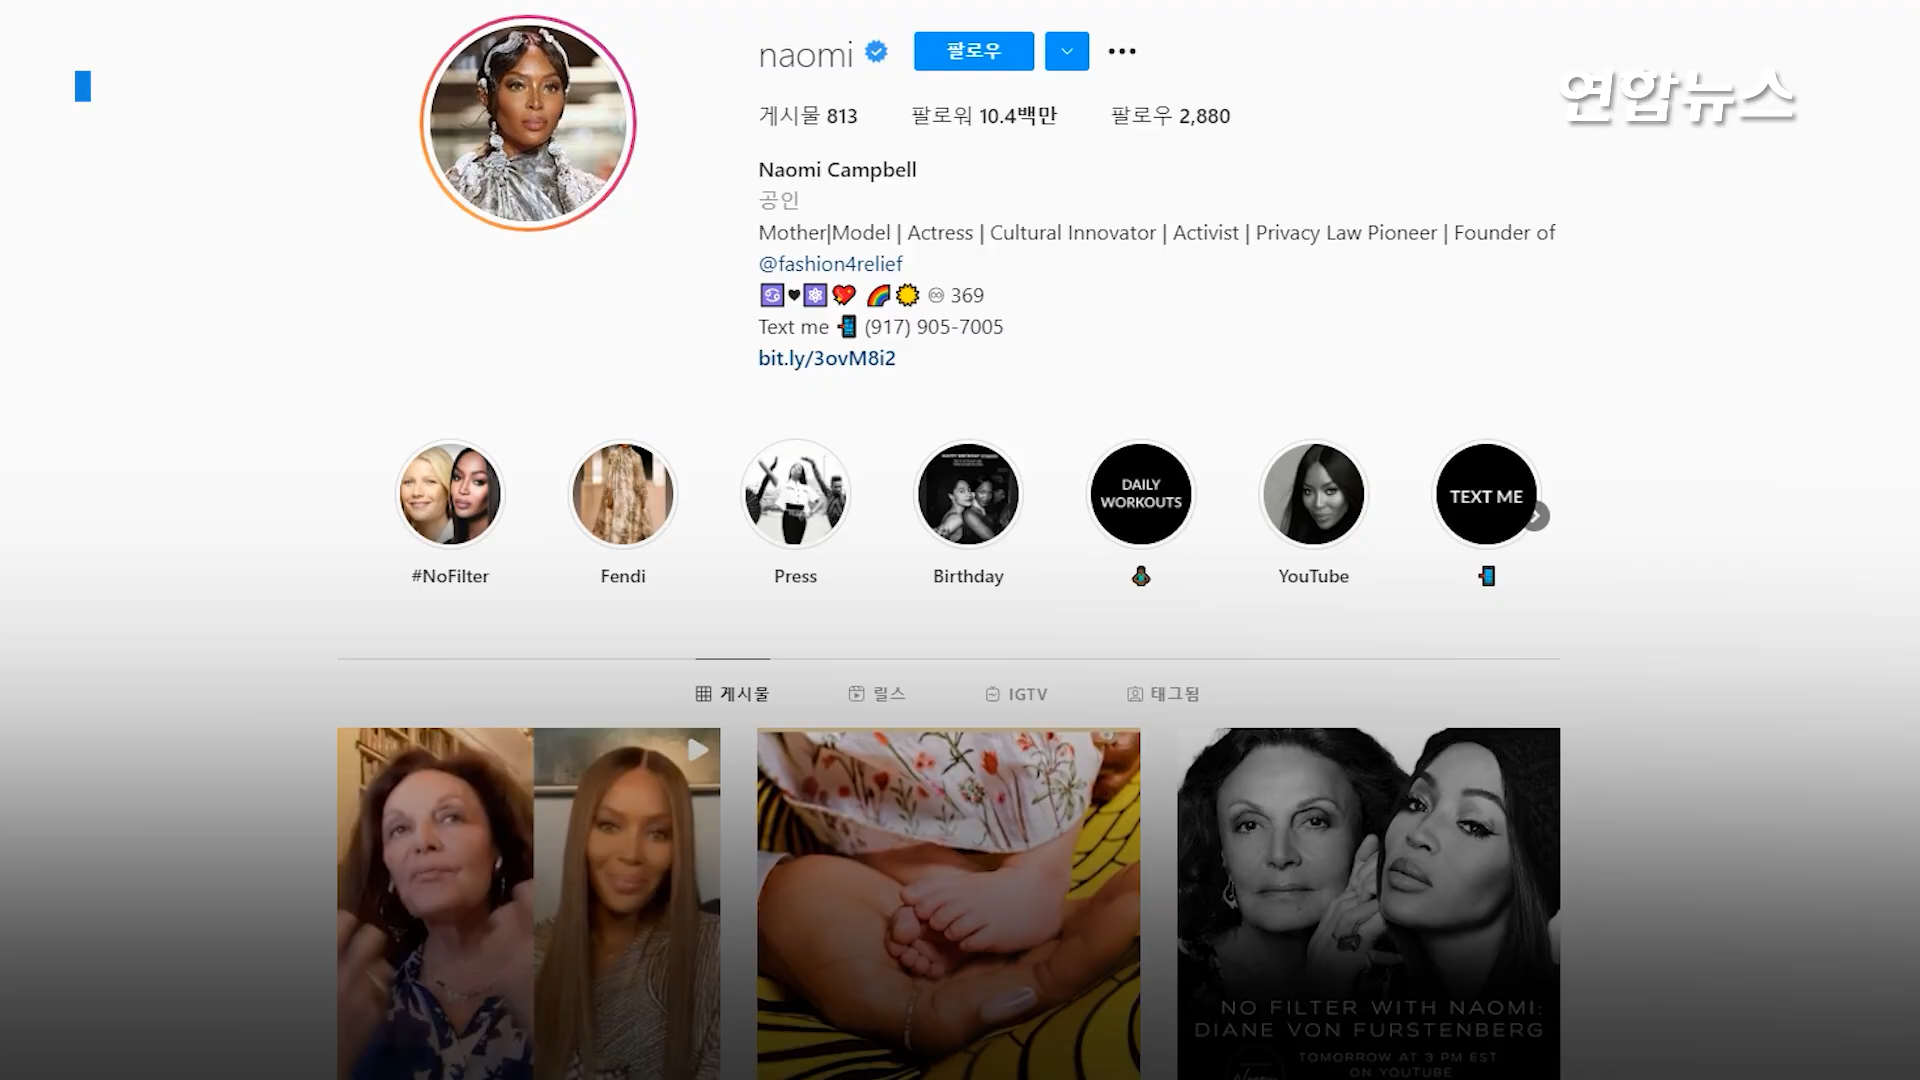 naomi 팔로우
연합뉴스
게시물 813 팔로워 10.4백만 팔로우 2,880
Naomi Campbell
공인
Mother|Model | Actress | Cultural Innovator | Activist | Privacy Law Pioneer | Founder of
@fashion4relief
♋🖤⚛💖 🌈🌟♾ 369
Text me 📲 (917) 905-7005
bit.ly/3ovM8i2
DAILY
WORKOUTS
TEXT ME
#NoFilter Fendi Press Birthday YouTube 📲
게시물 릴스 IGTV 태그됨
NO FILTER WITH NAOMI:
DIANE VON FURSTENBERG
TOMORROW AT 3 PM EST
ON YOUTUBE